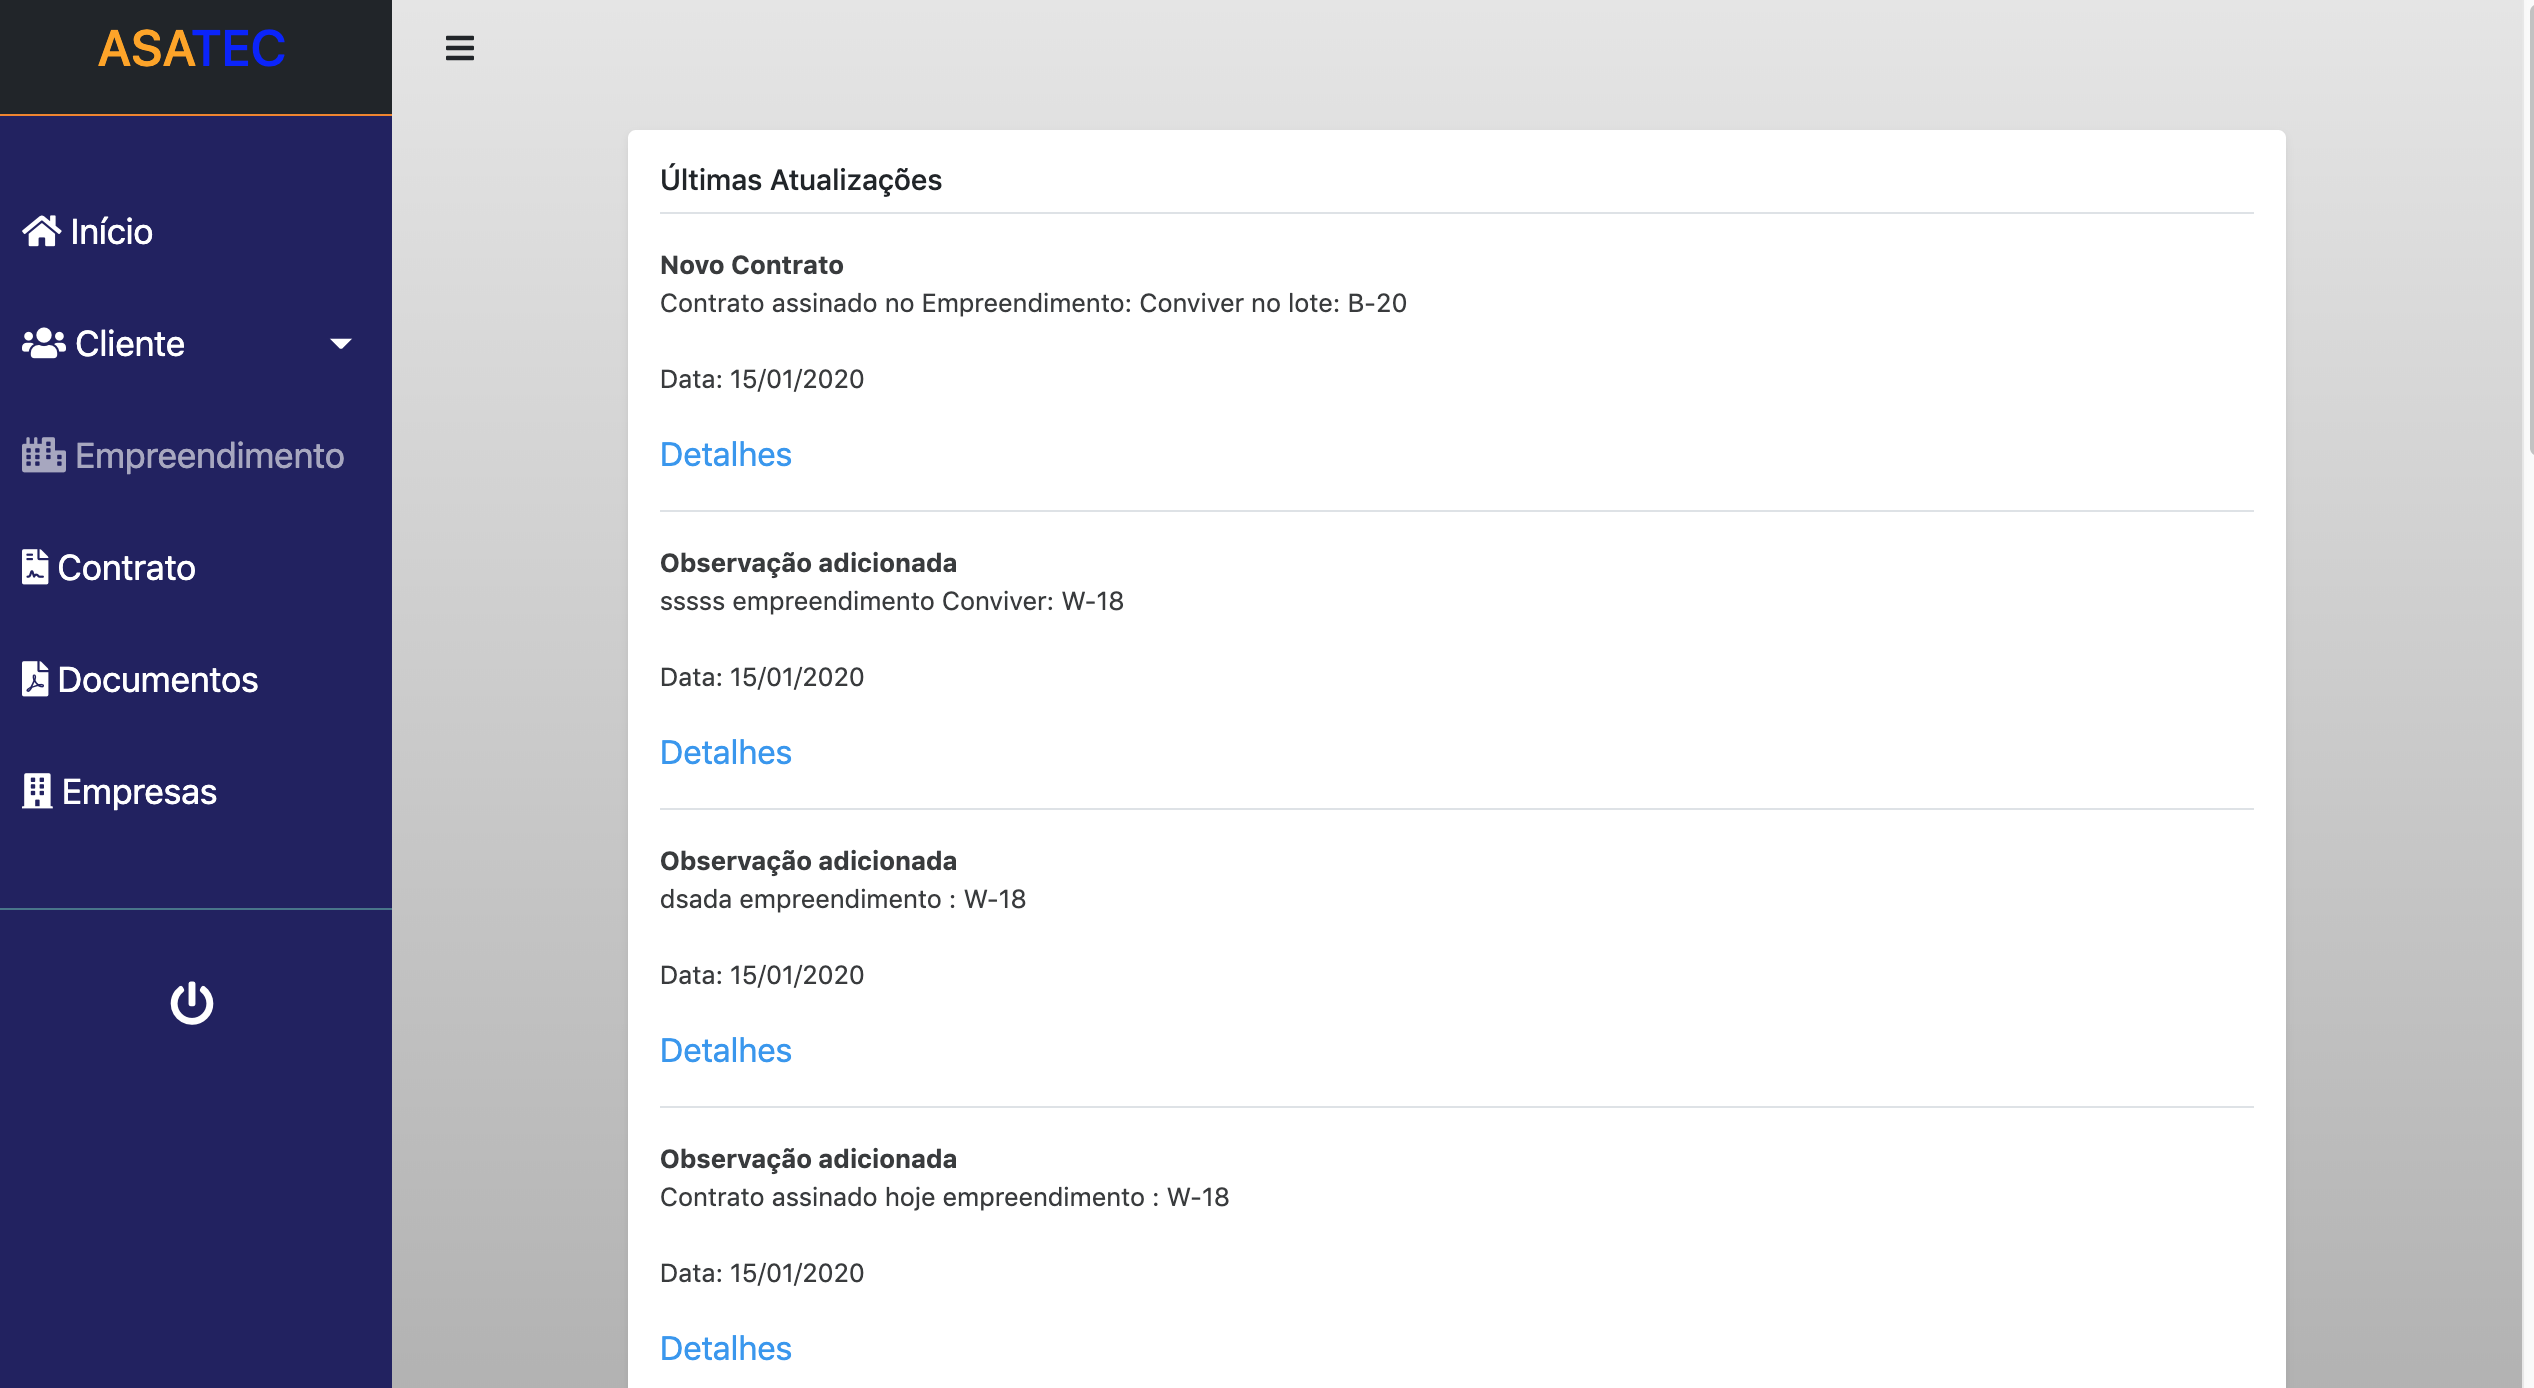 ASATEC
Início
Cliente
Empreendimento
Contrato
Documentos
Empresas
Últimas Atualizações
Novo Contrato
Contrato assinado no Empreendimento: Conviver no lote: B-20
Data: 15/01/2020
Detalhes
Observação adicionada
sssss empreendimento Conviver: W-18
Data: 15/01/2020
Detalhes
Observação adicionada
dsada empreendimento : W-18
Data: 15/01/2020
Detalhes
Observação adicionada
Contrato assinado hoje empreendimento : W-18
Data: 15/01/2020
Detalhes